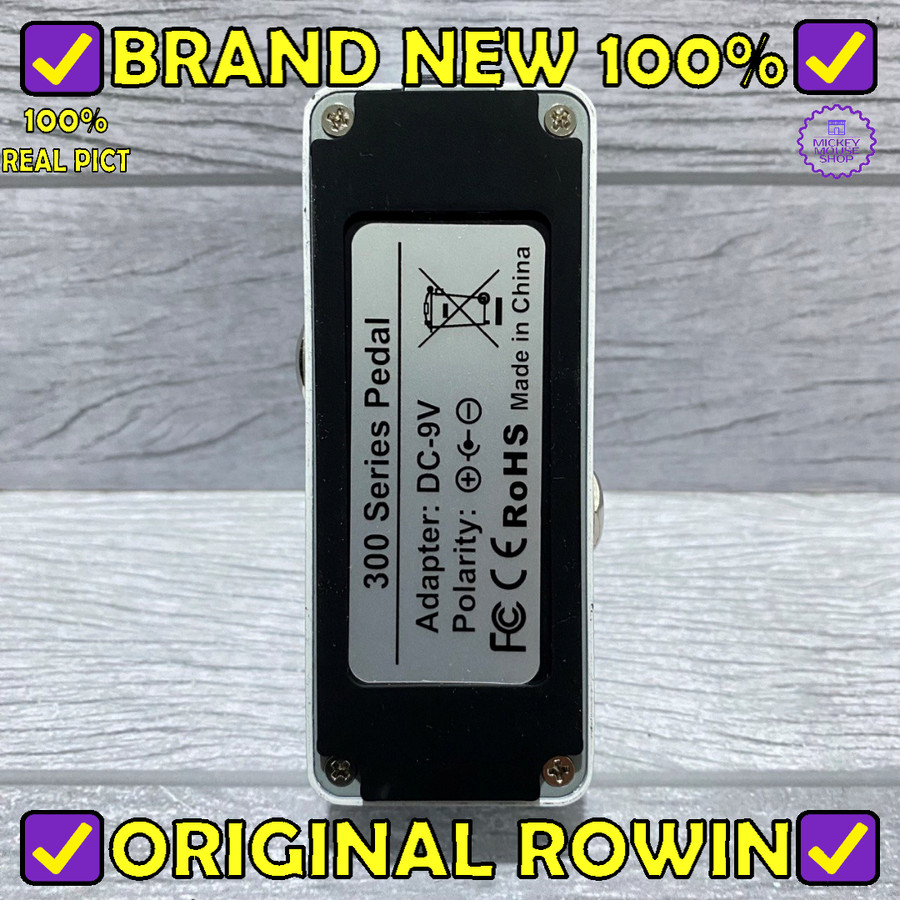 BRAND NEW 100%
100%
REAL PICT
MICKEY
MOUSE
SHOP
300 Series Pedal
Adapter: DC-9V
Polarity:
FC CE RoHS Made in China
ORIGINAL ROWIN